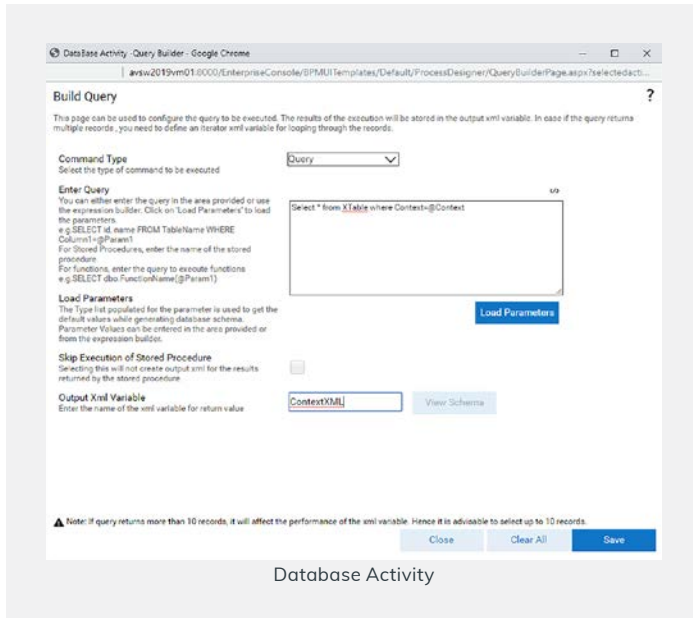 DataBase Activity -Query Builder - Google Chrome
avsw2019vm01:8000/EnterpriseConsole/BPMUITemplates/Default/ProcessDesigner/QueryBuilderPage.aspx?selectedacti...
Build Query
?
This page can be used to configure the query to be executed. The results of the execution will be stored in the output xml variable. In case if the query returns
multiple records , you need to define an iterator xml variable for looping through the records.
Command Type
Select the type of command to be executed
Query
Enter Query
You can either enter the query in the area provided or use
the expression builder. Click on 'Load Parameters' to load
the parameters.
e.g.SELECT id, name FROM TableName WHERE
Column1=@Param1
For Stored Procedures, enter the name of the stored
procedure
For functions, enter the query to execute functions
e.g.SELECT dbo.FunctionName(@Param1)
Select * from XTable where Context=@Context
Load Parameters
The Type list populated for the parameter is used to get the
default values while generating database schema.
Parameter Values can be entered in the area provided or
from the expression builder.
Load Parameters
Skip Execution of Stored Procedure
Selecting this will not create output xml for the results
returned by the stored procedure
Output Xml Variable
Enter the name of the xml variable for return value
ContextXML
View Schema
Note: If query returns more than 10 records, it will affect the performance of the xml variable. Hence it is advisable to select up to 10 records.
Close
Clear All
Save
Database Activity